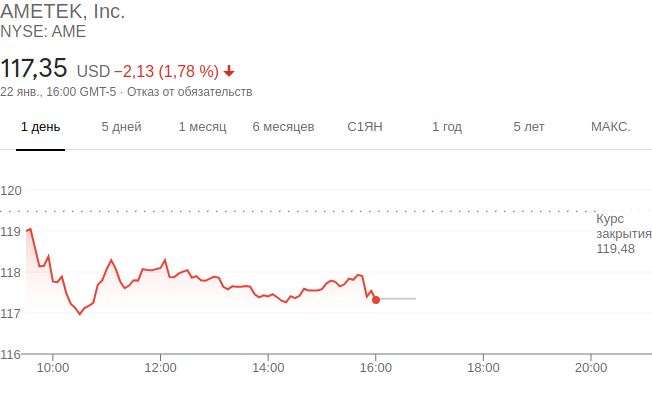 AMETEK, Inc.
NYSE: AME
117,35 USD −2,13 (1,78 %)
22 янв., 16:00 GMT-5 · Отказ от обязательств
1 день 5 дней 1 месяц 6 месяцев С1ЯН 1 год 5 лет МАКС.
120
119
118
117
116
Курс
закрытия
119,48
10:00 12:00 14:00 16:00 18:00 20:00